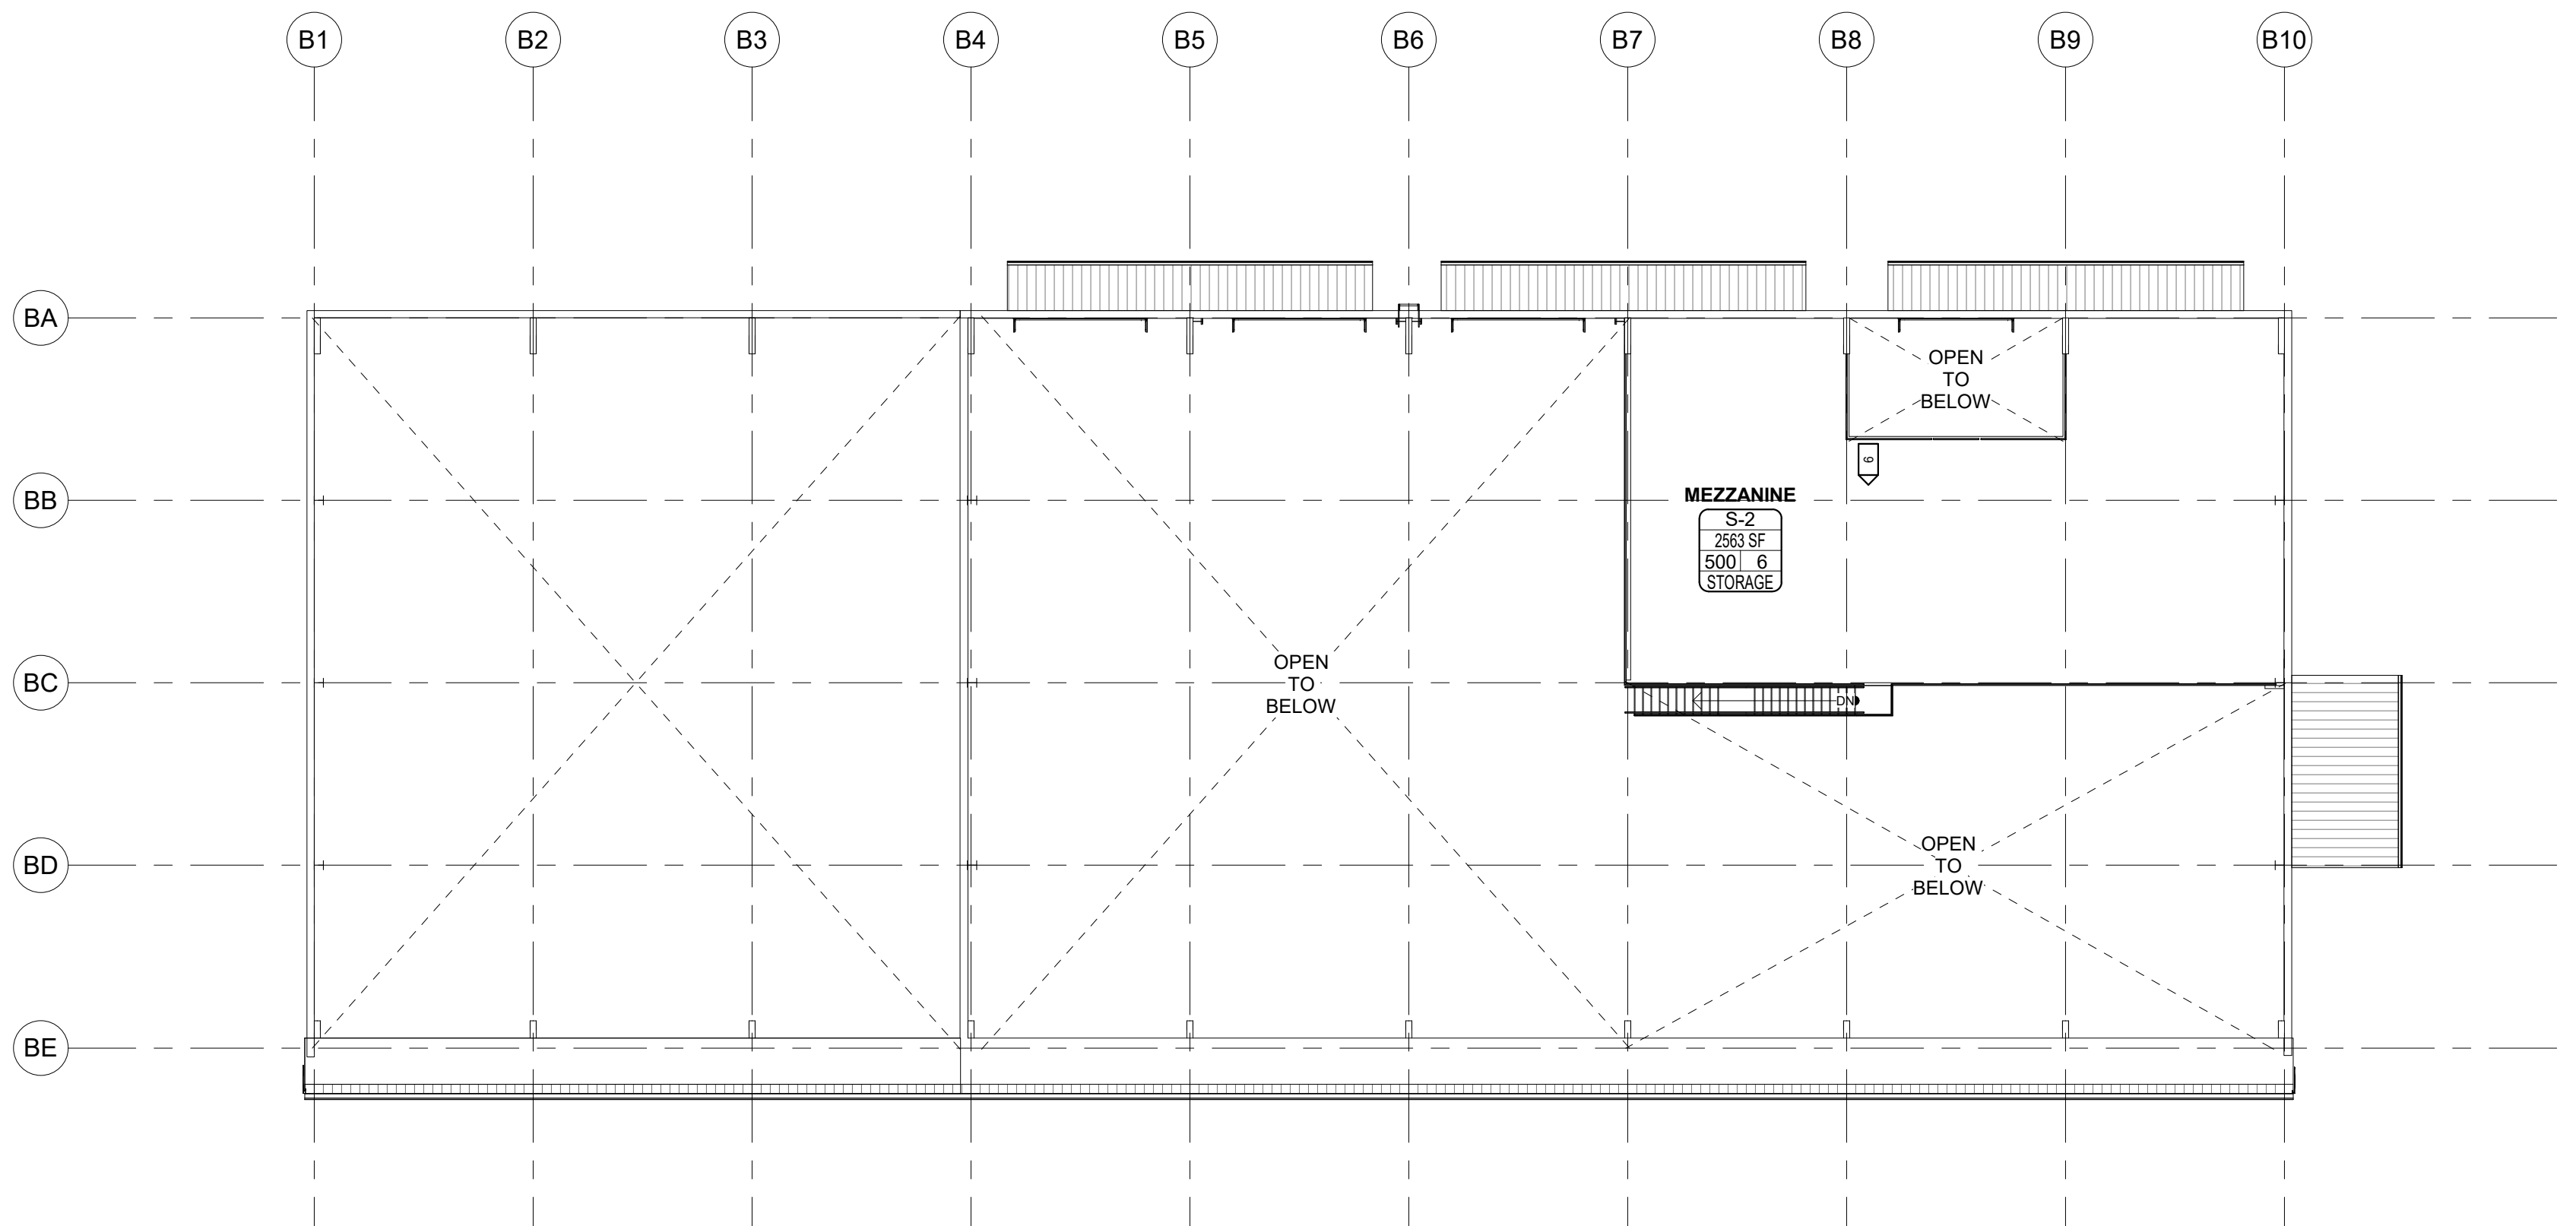 B1 B2 B3 B4 B5 B6 B7 B8 B9 B10
BA
OPEN
TO
BELOW
6
BB
MEZZANINE
S-2
2563 SF
500 6
STORAGE
BC
OPEN
TO
BELOW
DN
BD
OPEN
TO
BELOW
BE